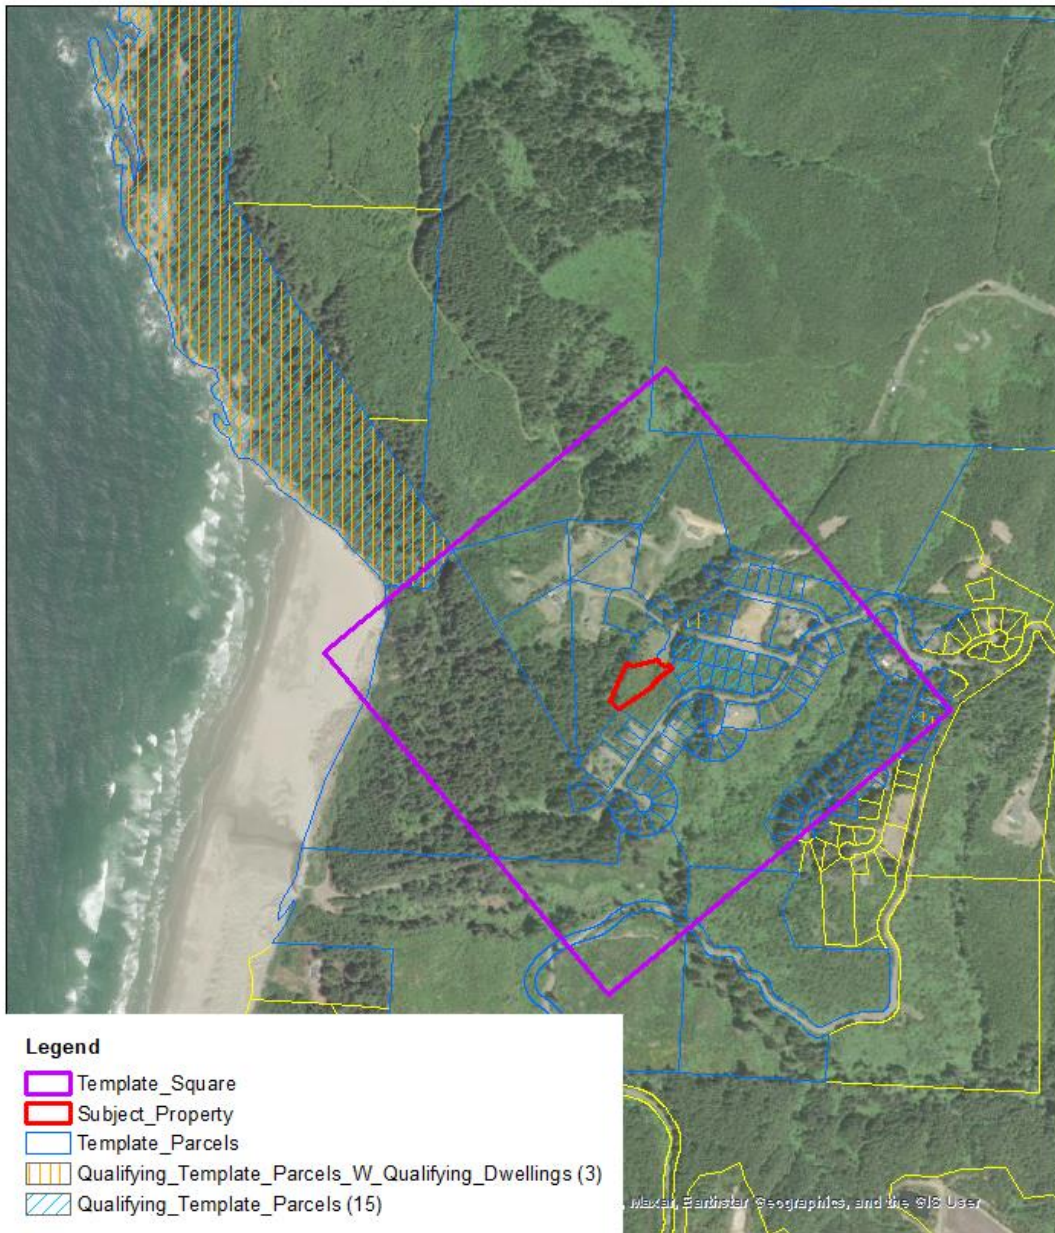 Legend
Template_Square
Subject_Property
Template_Parcels
Qualifying_Template_Parcels_W_Qualifying_Dwellings (3)
Qualifying_Template_Parcels (15)
, Maxar, Earthstar Geographics, and the GIS User